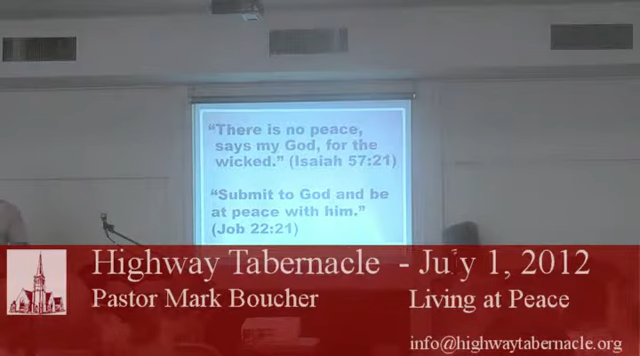 “There is no peace,
says my God, for the
wicked.” (Isaiah 57:21)
“Submit to God and be
at peace with him.”
(Job 22:21)
Highway Tabernacle - July 1, 2012
Pastor Mark Boucher
Living at Peace
info@highwaytabernacle.org